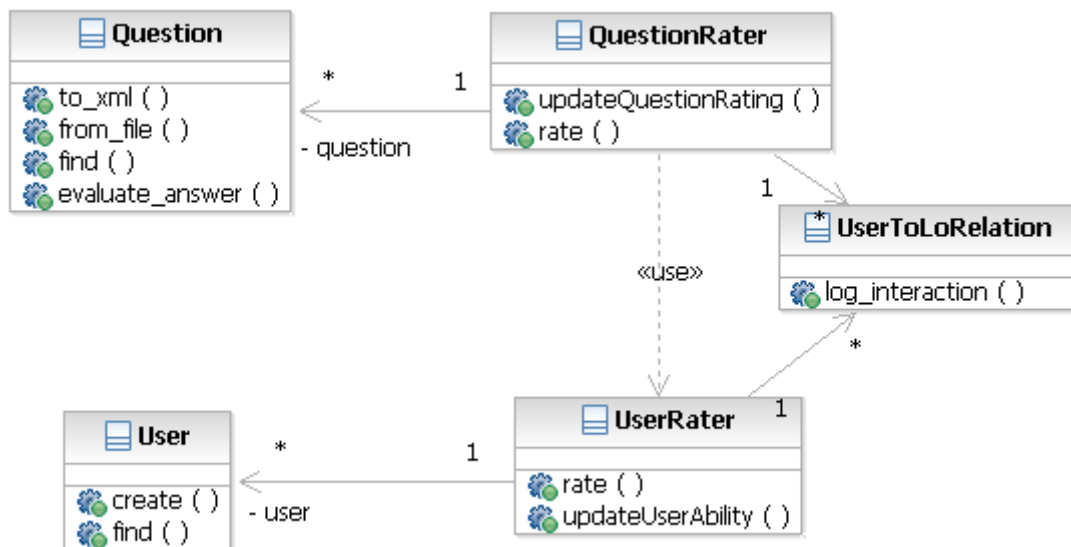 Question
to_xml ( )
from_file ( )
find ( )
evaluate_answer ( )
*
1
- question
QuestionRater
updateQuestionRating ( )
rate ( )
1
*
UserToLoRelation
log_interaction ( )
«use»
*
1
UserRater
rate ( )
updateUserAbility ( )
*
1
- user
User
create ( )
find ( )